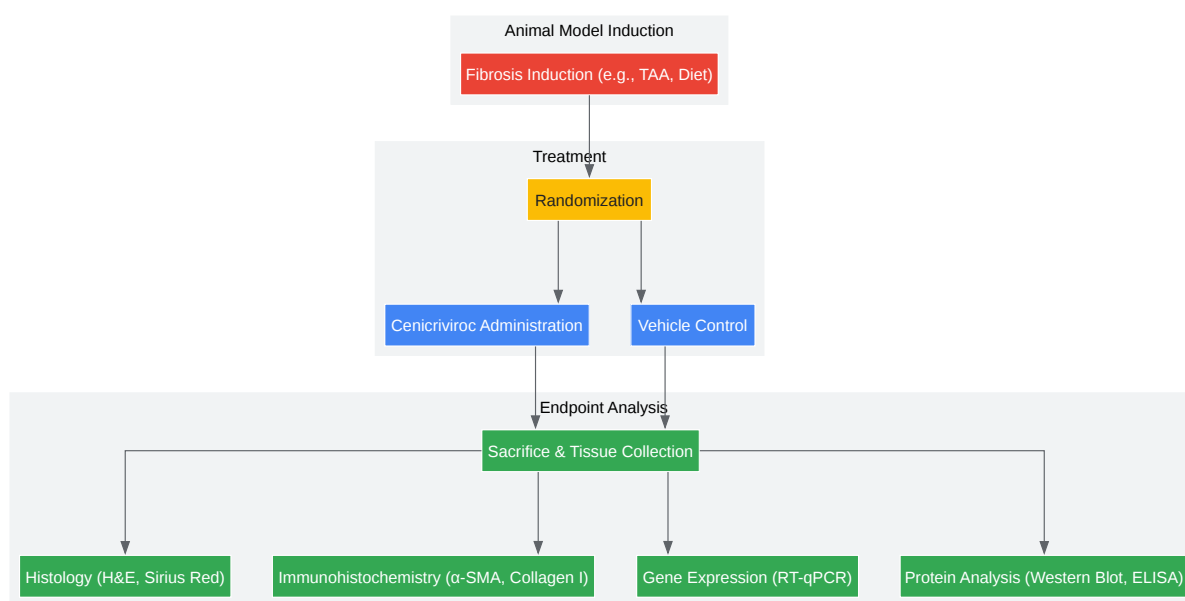 Animal Model Induction
Fibrosis Induction (e.g., TAA, Diet)
Treatment
Randomization
Cenicriviroc Administration
Vehicle Control
Endpoint Analysis
Sacrifice & Tissue Collection
Histology (H&E, Sirius Red)
Immunohistochemistry (α-SMA, Collagen I)
Gene Expression (RT-qPCR)
Protein Analysis (Western Blot, ELISA)